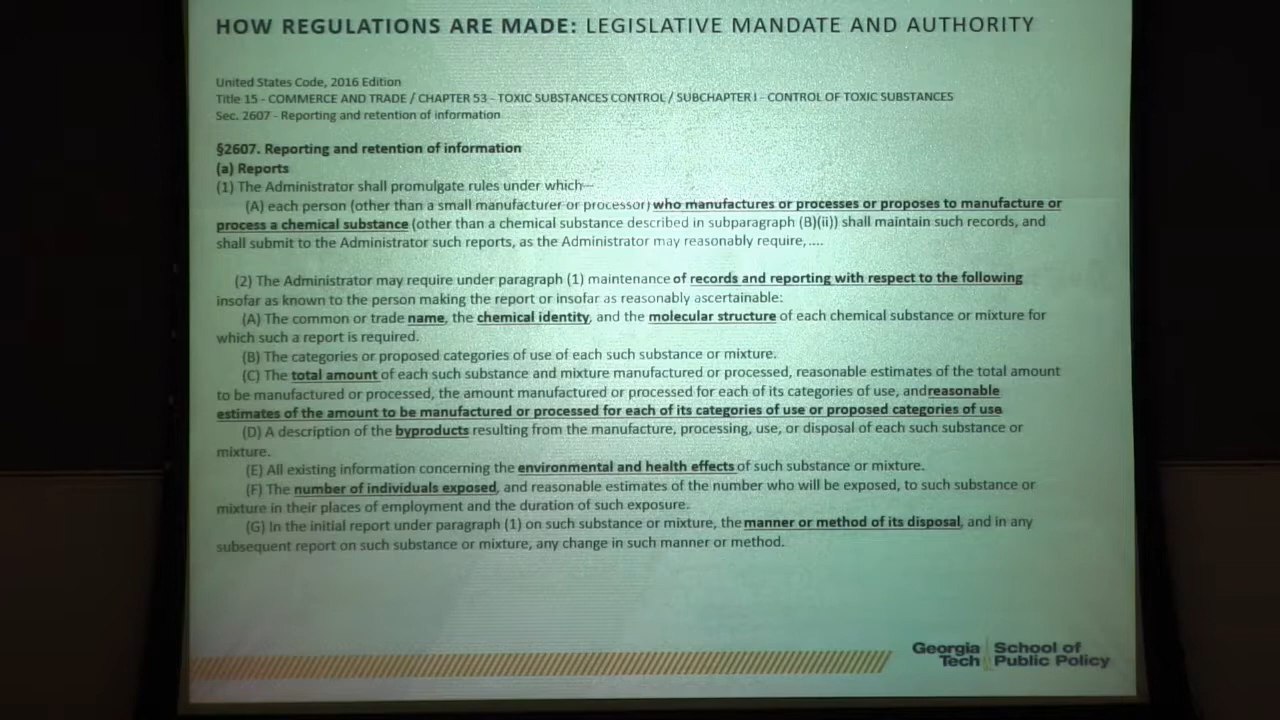 HOW REGULATIONS ARE MADE: LEGISLATIVE MANDATE AND AUTHORITY
United States Code, 2016 Edition
Title 15 - COMMERCE AND TRADE / CHAPTER 53 - TOXIC SUBSTANCES CONTROL / SUBCHAPTER I - CONTROL OF TOXIC SUBSTANCES
Sec. 2607 - Reporting and retention of information
§2607. Reporting and retention of information
(a) Reports
(1) The Administrator shall promulgate rules under which—
(A) each person (other than a small manufacturer or processor) who manufactures or processes or proposes to manufacture or
process a chemical substance (other than a chemical substance described in subparagraph (B)(ii)) shall maintain such records, and
shall submit to the Administrator such reports, as the Administrator may reasonably require,....
(2) The Administrator may require under paragraph (1) maintenance of records and reporting with respect to the following
insofar as known to the person making the report or insofar as reasonably ascertainable:
(A) The common or trade name, the chemical identity, and the molecular structure of each chemical substance or mixture for
which such a report is required.
(B) The categories or proposed categories of use of each such substance or mixture.
(C) The total amount of each such substance and mixture manufactured or processed, reasonable estimates of the total amount
to be manufactured or processed, the amount manufactured or processed for each of its categories of use, and reasonable
estimates of the amount to be manufactured or processed for each of its categories of use or proposed categories of use
(D) A description of the byproducts resulting from the manufacture, processing, use, or disposal of each such substance or
mixture.
(E) All existing information concerning the environmental and health effects of such substance or mixture.
(F) The number of individuals exposed, and reasonable estimates of the number who will be exposed, to such substance or
mixture in their places of employment and the duration of such exposure.
(G) In the initial report under paragraph (1) on such substance or mixture, the manner or method of its disposal, and in any
subsequent report on such substance or mixture, any change in such manner or method.
Georgia Tech
School of Public Policy